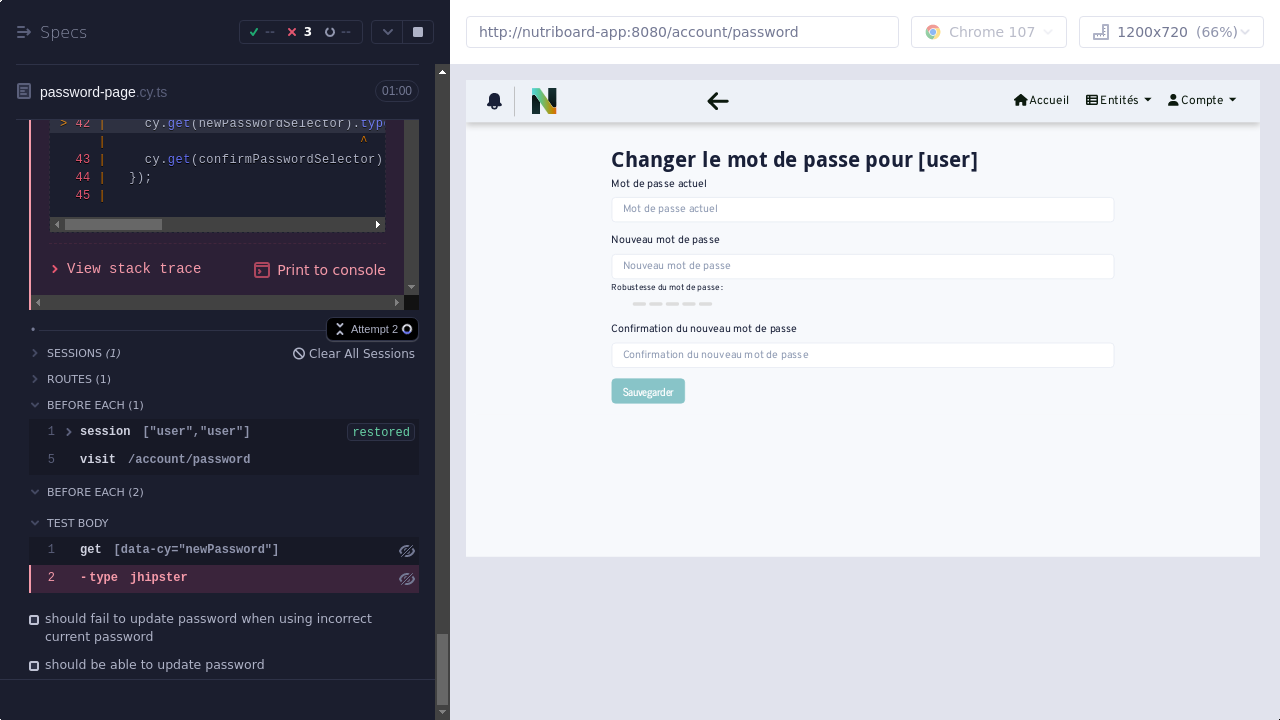 Specs
-- 3 --
password-page.cy.ts
01:00
> 42 | cy.get(newPasswordSelector).type
| ^
43 | cy.get(confirmPasswordSelector)
44 | });
45 |
View stack trace
Print to console
Attempt 2
SESSIONS (1)
Clear All Sessions
ROUTES (1)
BEFORE EACH (1)
1 session ["user","user"] restored
5 visit /account/password
BEFORE EACH (2)
TEST BODY
1 get [data-cy="newPassword"]
2 -type jhipster
should fail to update password when using incorrect
current password
should be able to update password
http://nutriboard-app:8080/account/password
Chrome 107
1200x720 (66%)
N
Accueil
Entités
Compte
Changer le mot de passe pour [user]
Mot de passe actuel
Mot de passe actuel
Nouveau mot de passe
Nouveau mot de passe
Robustesse du mot de passe :
Confirmation du nouveau mot de passe
Confirmation du nouveau mot de passe
Sauvegarder